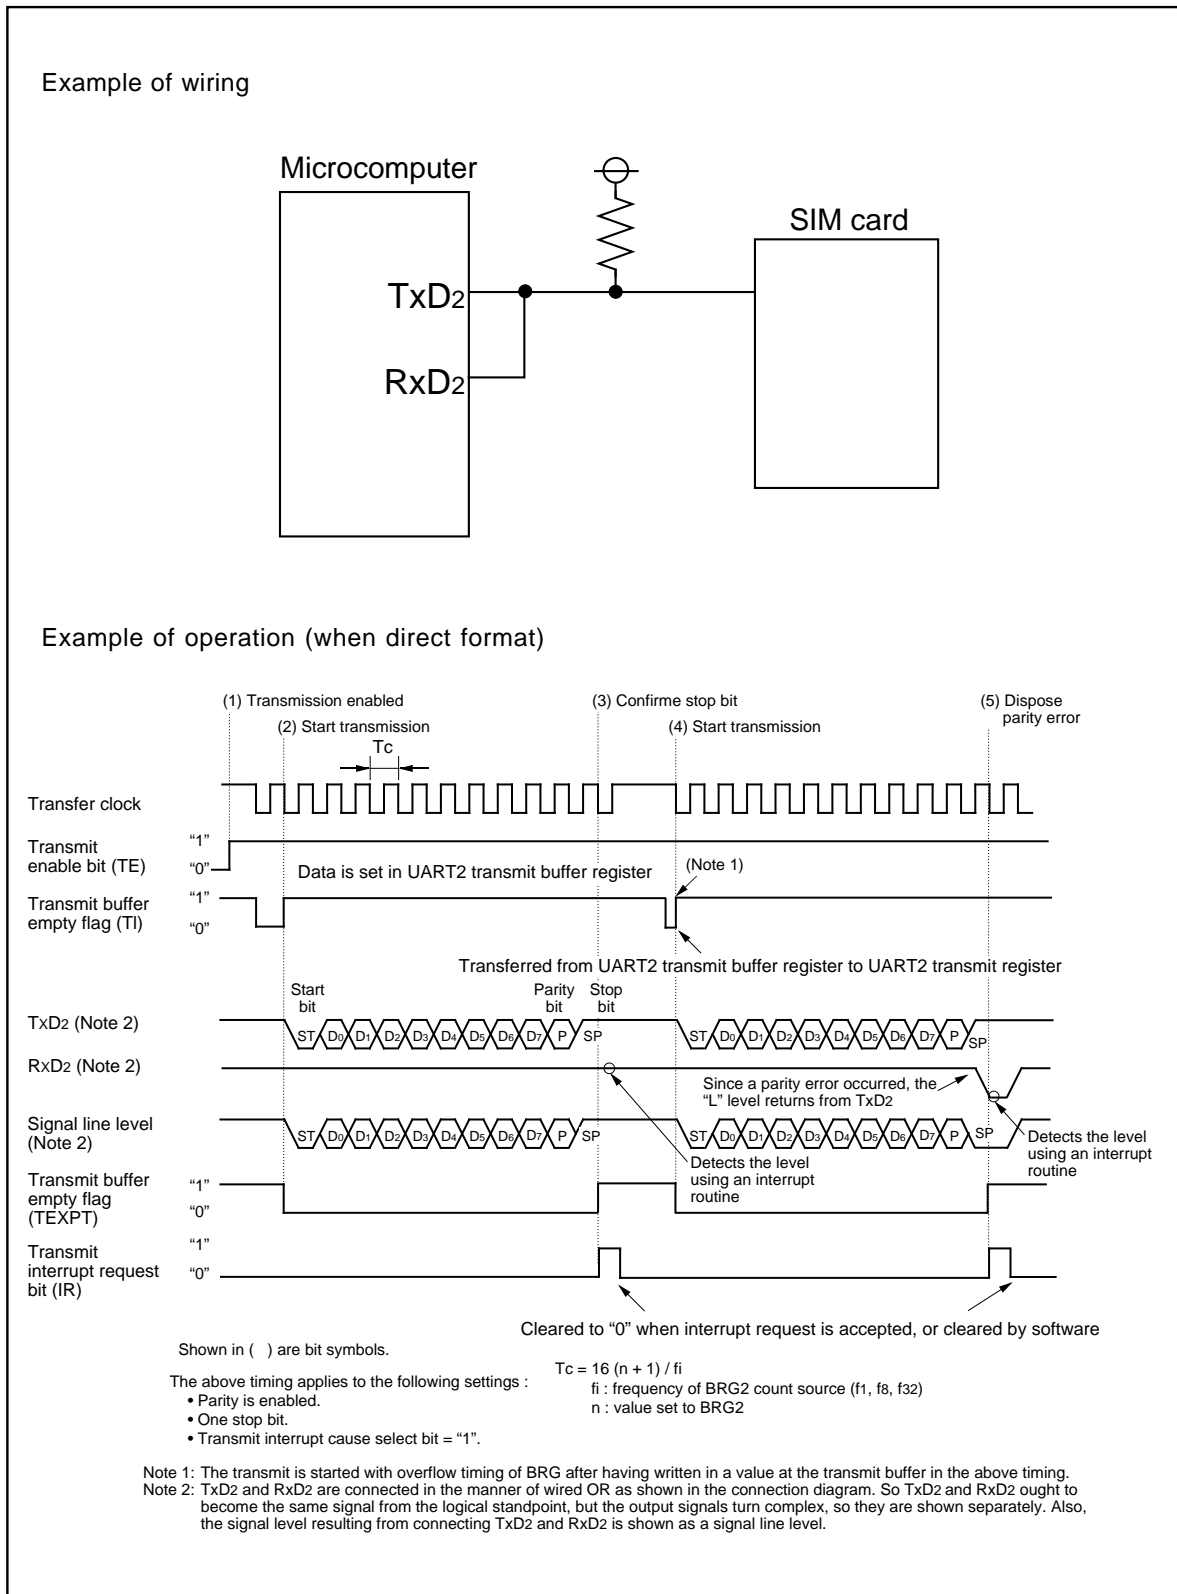 Example of wiring
Microcomputer
SIM card
TxD2
RxD2
Example of operation (when direct format)
(1) Transmission enabled
(3) Confirme stop bit
(5) Dispose
parity error
(2) Start transmission
(4) Start transmission
Tc
Transfer clock
Transmit
enable bit (TE)
“1”
“0”
Data is set in UART2 transmit buffer register
(Note 1)
Transmit buffer
empty flag (TI)
“1”
“0”
Transferred from UART2 transmit buffer register to UART2 transmit register
Start
bit
Parity
bit
Stop
bit
TxD2 (Note 2)
ST D0 D1 D2 D3 D4 D5 D6 D7 P SP
ST D0 D1 D2 D3 D4 D5 D6 D7 P SP
RxD2 (Note 2)
Since a parity error occurred, the
“L” level returns from TxD2
Signal line level
(Note 2)
ST D0 D1 D2 D3 D4 D5 D6 D7 P SP
ST D0 D1 D2 D3 D4 D5 D6 D7 P SP
Detects the level
using an interrupt
routine
Detects the level
using an interrupt
routine
Transmit buffer
empty flag
(TEXPT)
“1”
“0”
Transmit
interrupt request
bit (IR)
“1”
“0”
Cleared to “0” when interrupt request is accepted, or cleared by software
Shown in ( ) are bit symbols.
The above timing applies to the following settings :
• Parity is enabled.
• One stop bit.
• Transmit interrupt cause select bit = “1”.
Tc = 16 (n + 1) / fi
fi : frequency of BRG2 count source (f1, f8, f32)
n : value set to BRG2
Note 1: The transmit is started with overflow timing of BRG after having written in a value at the transmit buffer in the above timing.
Note 2: TxD2 and RxD2 are connected in the manner of wired OR as shown in the connection diagram. So TxD2 and RxD2 ought to
become the same signal from the logical standpoint, but the output signals turn complex, so they are shown separately. Also,
the signal level resulting from connecting TxD2 and RxD2 is shown as a signal line level.